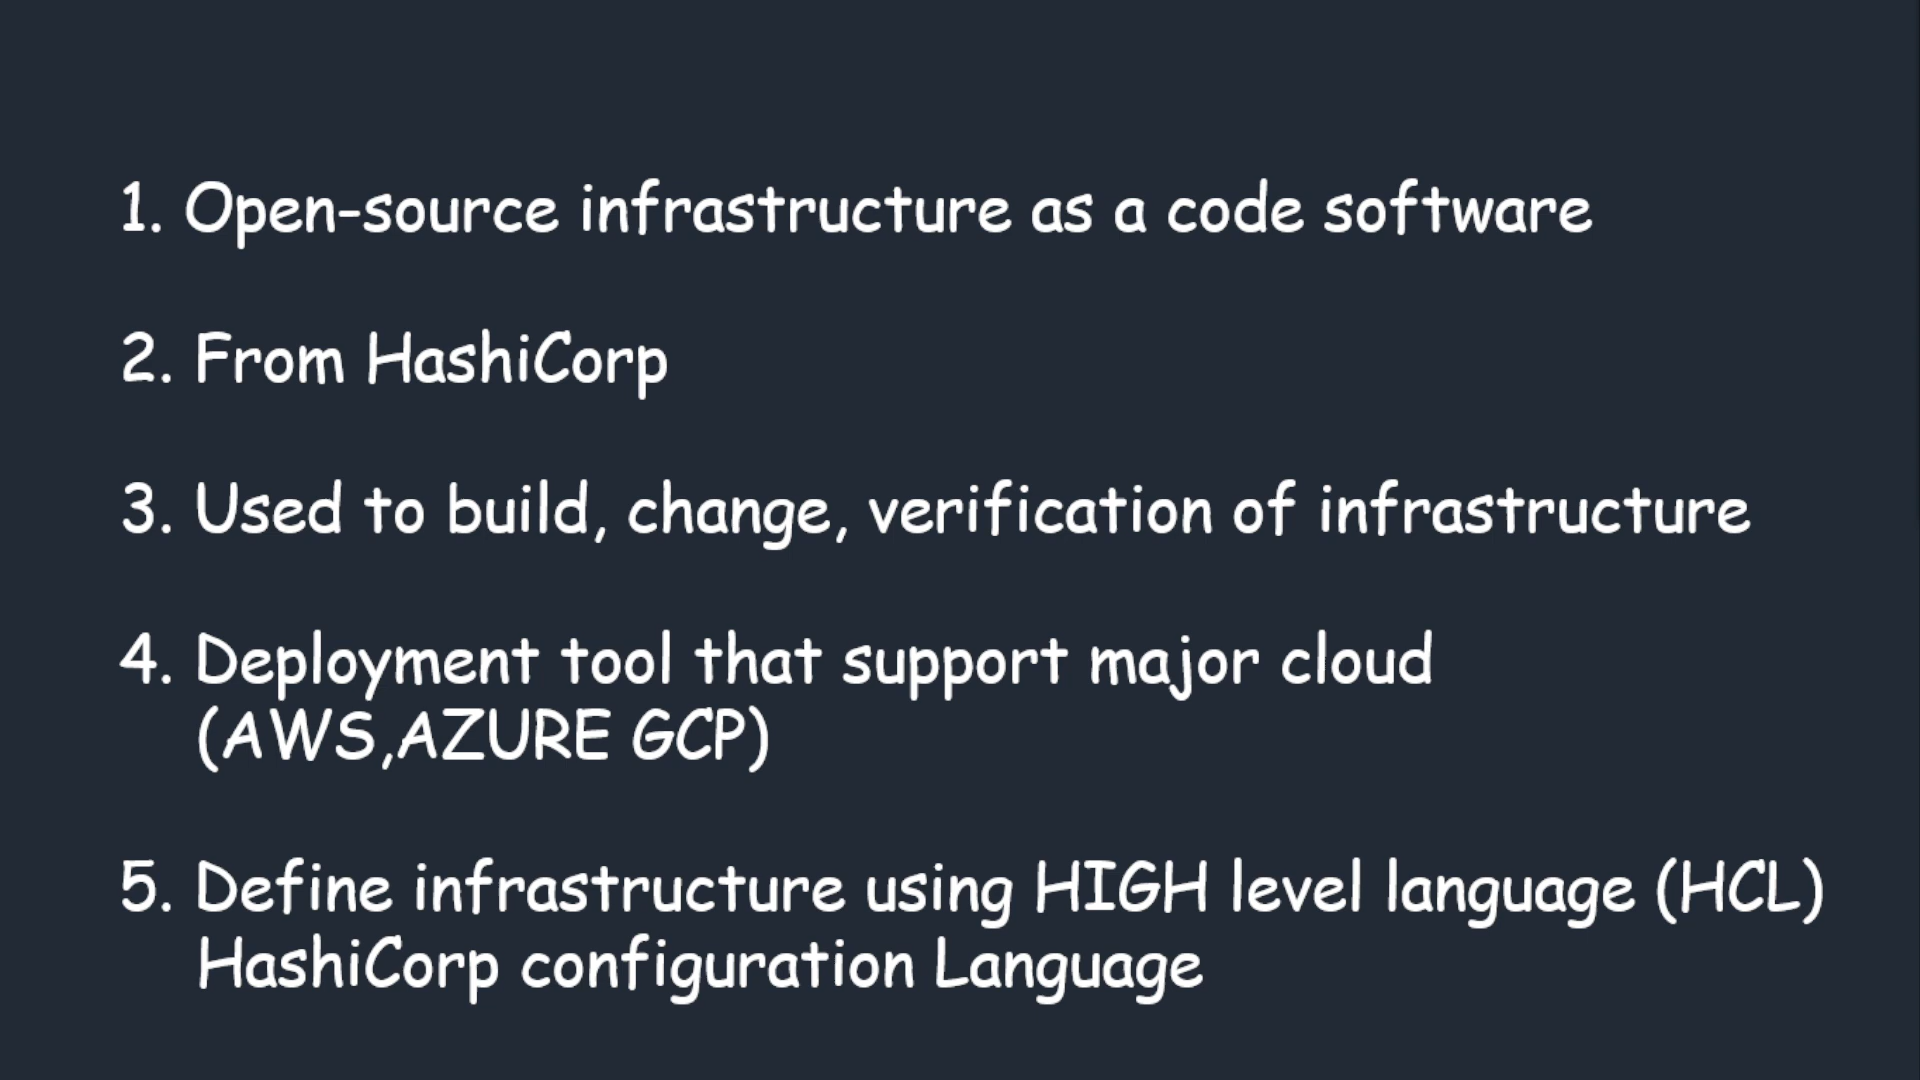 1. Open-source infrastructure as a code software
2. From HashiCorp
3. Used to build, change, verification of infrastructure
4. Deployment tool that support major cloud
(AWS,AZURE GCP)
5. Define infrastructure using HIGH level language (HCL)
HashiCorp configuration Language